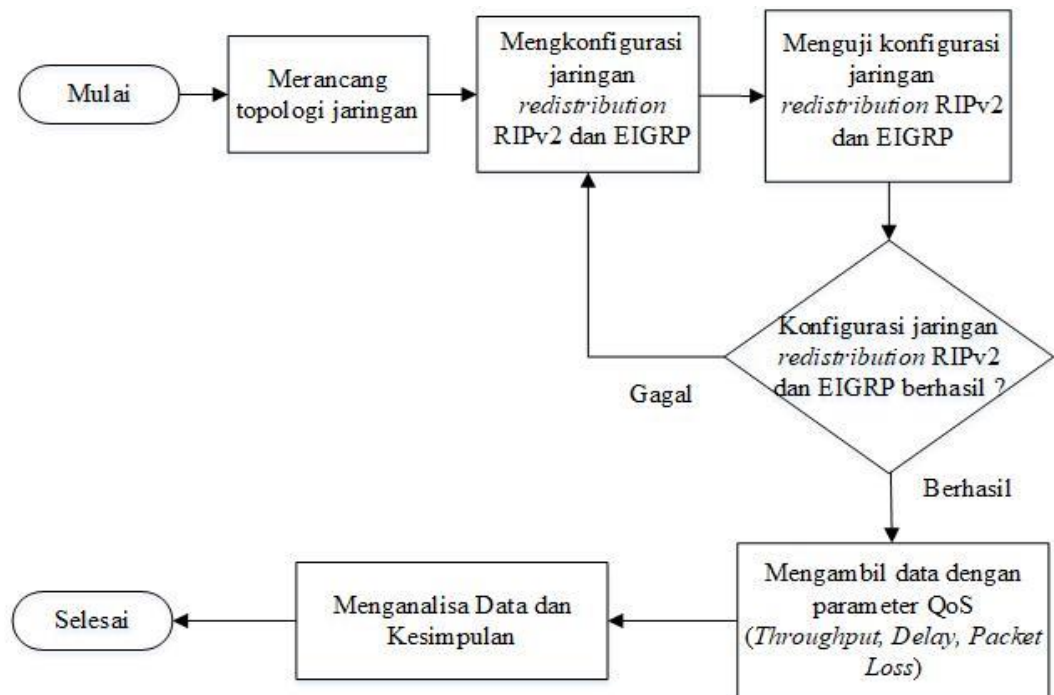 Mulai
Merancang
topologi jaringan
Mengkonfigurasi
jaringan
redistribution
RIPv2 dan EIGRP
Menguji konfigurasi
jaringan
redistribution RIPv2
dan EIGRP
Konfigurasi jaringan
redistribution RIPv2
dan EIGRP berhasil ?
Gagal
Berhasil
Mengambil data dengan
parameter QoS
(Throughput, Delay, Packet
Loss)
Menganalisa Data dan
Kesimpulan
Selesai